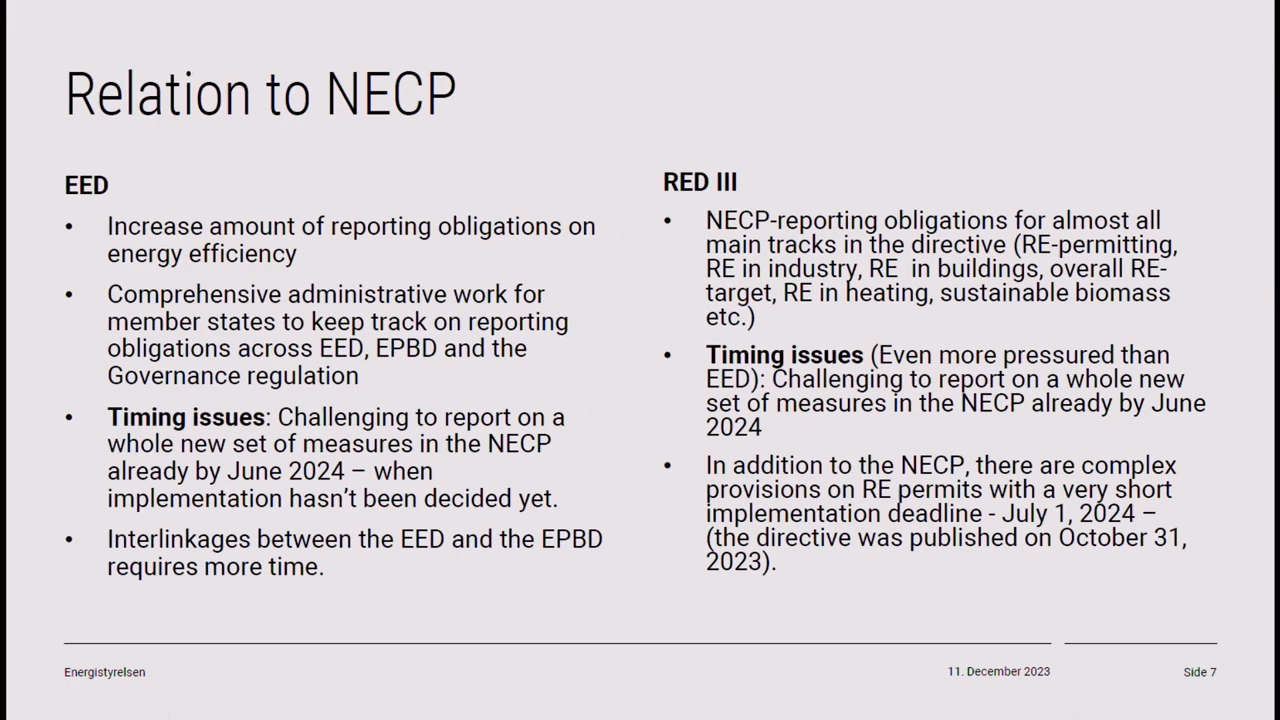 Relation to NECP
EED
• Increase amount of reporting obligations on
energy efficiency
• Comprehensive administrative work for
member states to keep track on reporting
obligations across EED, EPBD and the
Governance regulation
• Timing issues: Challenging to report on a
whole new set of measures in the NECP
already by June 2024 – when
implementation hasn't been decided yet.
• Interlinkages between the EED and the EPBD
requires more time.
RED III
• NECP-reporting obligations for almost all
main tracks in the directive (RE-permitting,
RE in industry, RE  in buildings, overall RE-
target, RE in heating, sustainable biomass
etc.)
• Timing issues (Even more pressured than
EED): Challenging to report on a whole new
set of measures in the NECP already by June
2024
• In addition to the NECP, there are complex
provisions on RE permits with a very short
implementation deadline - July 1, 2024 –
(the directive was published on October 31,
2023).
Energistyrelsen
11. December 2023
Side 7